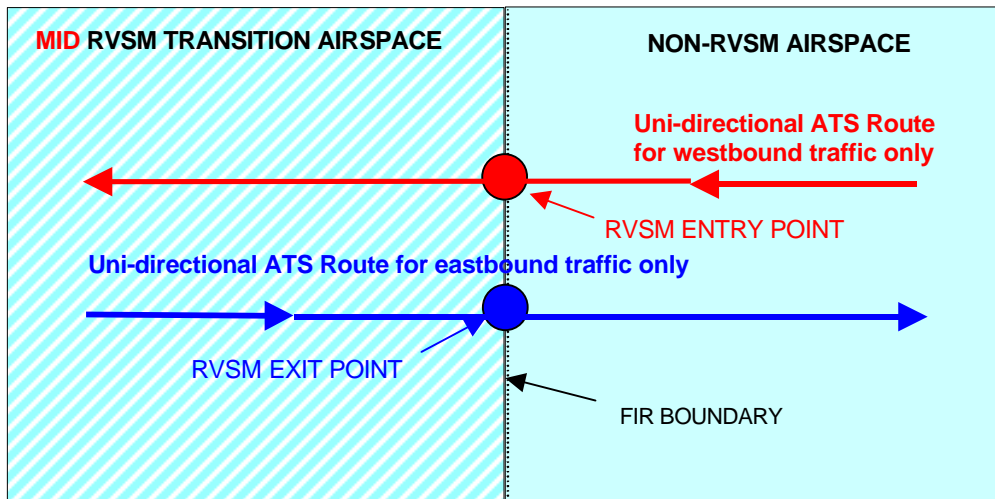 MID RVSM TRANSITION AIRSPACE
NON-RVSM AIRSPACE
Uni-directional ATS Route
for westbound traffic only
RVSM ENTRY POINT
Uni-directional ATS Route for eastbound traffic only
RVSM EXIT POINT
FIR BOUNDARY